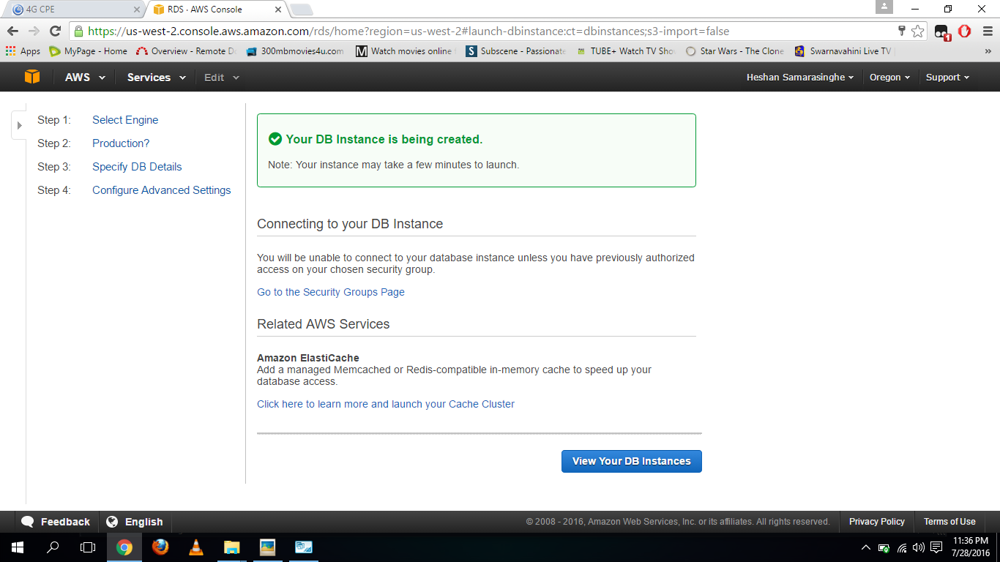 4G CPE
RDS · AWS Console
https://us-west-2.console.aws.amazon.com/rds/home?region=us-west-2#launch-dbinstance:ct=dbinstances;s3-import=false
1
Apps
MyPage - Home
Overview - Remote D
300mbmovies4u.com
M
Watch movies online
S
Subscene - Passionate
TUBE+ Watch TV Sho
Star Wars - The Clone
Swarnavahini Live TV
»
AWS
Services
Edit
Heshan Samarasinghe
Oregon
Support
Step 1: Select Engine
Step 2: Production?
Step 3: Specify DB Details
Step 4: Configure Advanced Settings
Your DB Instance is being created.
Note: Your instance may take a few minutes to launch.
Connecting to your DB Instance
You will be unable to connect to your database instance unless you have previously authorized
access on your chosen security group.
Go to the Security Groups Page
Related AWS Services
Amazon ElastiCache
Add a managed Memcached or Redis-compatible in-memory cache to speed up your
database access.
Click here to learn more and launch your Cache Cluster
View Your DB Instances
Feedback
English
© 2008 - 2016, Amazon Web Services, Inc. or its affiliates. All rights reserved.
Privacy Policy
Terms of Use
11:36 PM
7/28/2016